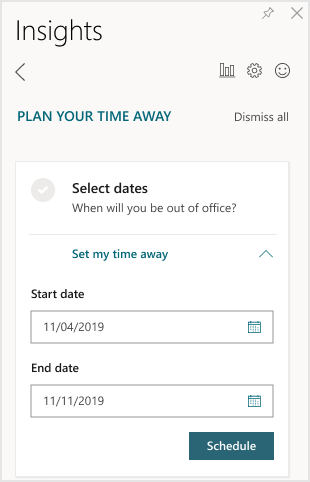 Insights
PLAN YOUR TIME AWAY
Dismiss all
Select dates
When will you be out of office?
Set my time away
Start date
11/04/2019
End date
11/11/2019
Schedule